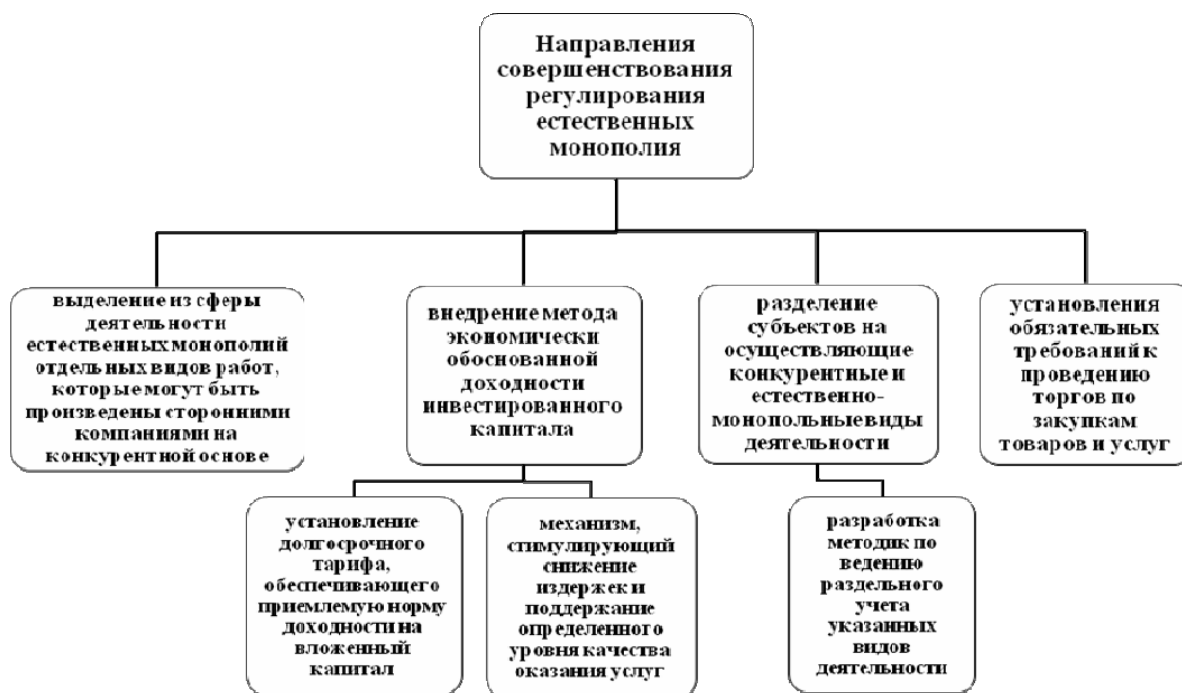 Направления
совершенствования
регулирования
естественных
монополия
выделение из сферы
деятельности
естественных монополий
отдельных видов работ,
которые могут быть
произведены сторонними
компаниями на
конкурентной основе
внедрение метода
экономически
обоснованной
доходности
инвестированного
капитала
разделение
субъектов на
осуществляющие
конкурентные и
естественно-
монопольные виды
деятельности
установления
обязательных
требований к
проведению
торгов по
закупкам
товаров и услуг
установление
долгосрочного
тарифа,
обеспечивающего
приемлемую норму
доходности на
вложенный
капитал
механизм,
стимулирующий
снижение
издержек и
поддержание
определенного
уровня качества
оказания услуг
разработка
методик по
ведению
раздельного
учета
указанных
видов
деятельности